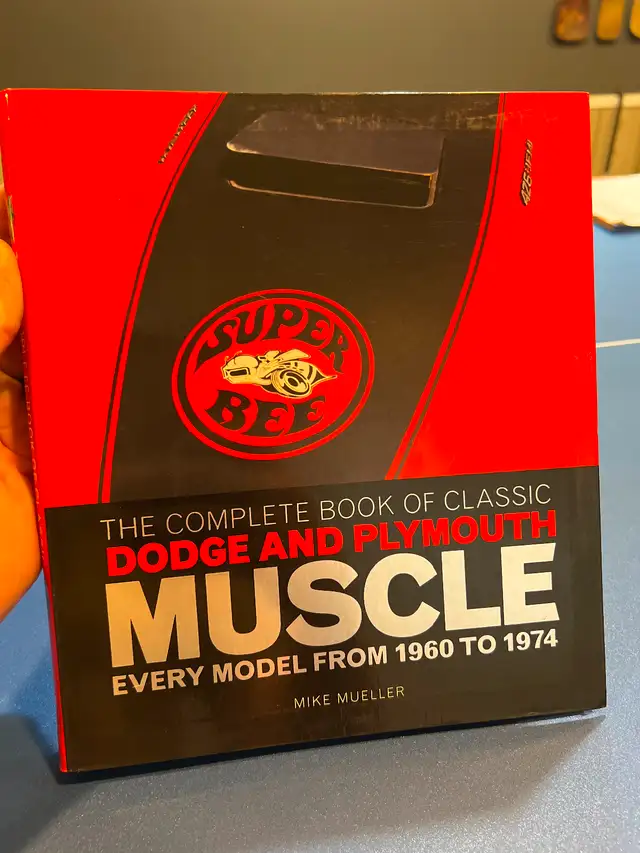 SUPER
BEE
THE COMPLETE BOOK OF CLASSIC
DODGE AND PLYMOUTH
MUSCLE
EVERY MODEL FROM 1960 TO 1974
MIKE MUELLER